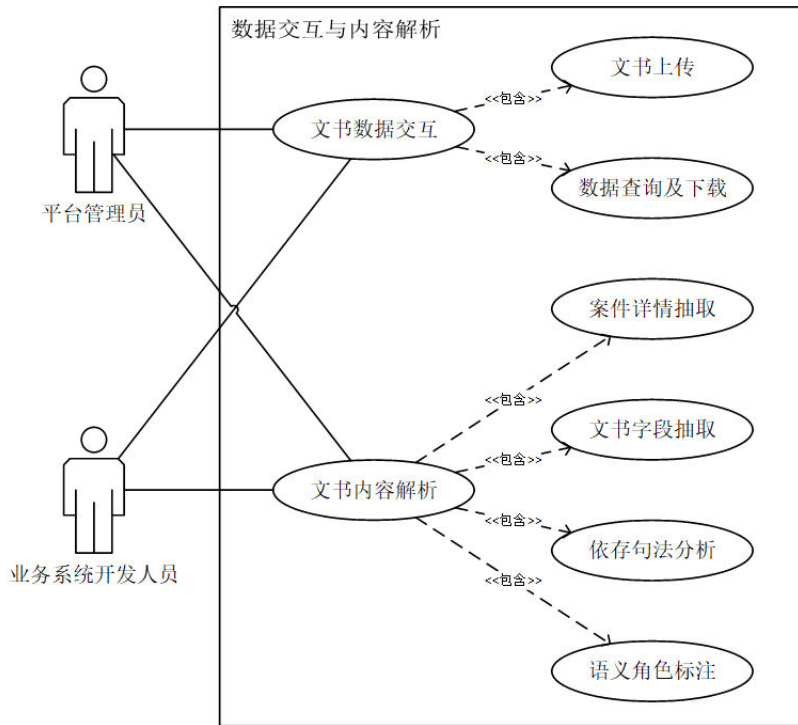 数据交互与内容解析
文书上传
<<包含>>
文书数据交互
<<包含>>
数据查询及下载
平台管理员
案件详情抽取
<<包含>>
文书字段抽取
<<包含>>
文书内容解析
<<包含>>
依存句法分析
业务系统开发人员
<<包含>>
语义角色标注